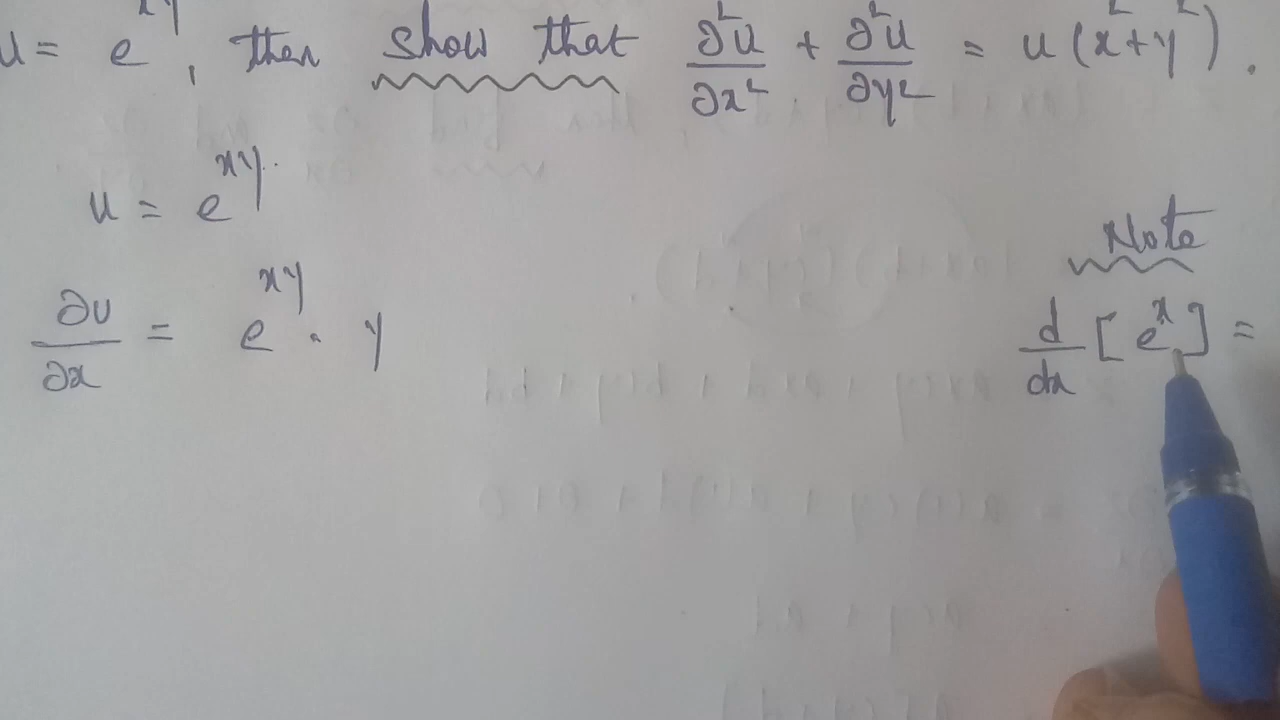 u = e^{xy}, then show that ∂²u/∂x² + ∂²u/∂y² = u(x²+y²).
u = e^{xy}.
Note
∂u/∂x = e^{xy} · y
d/dx [e^x] =